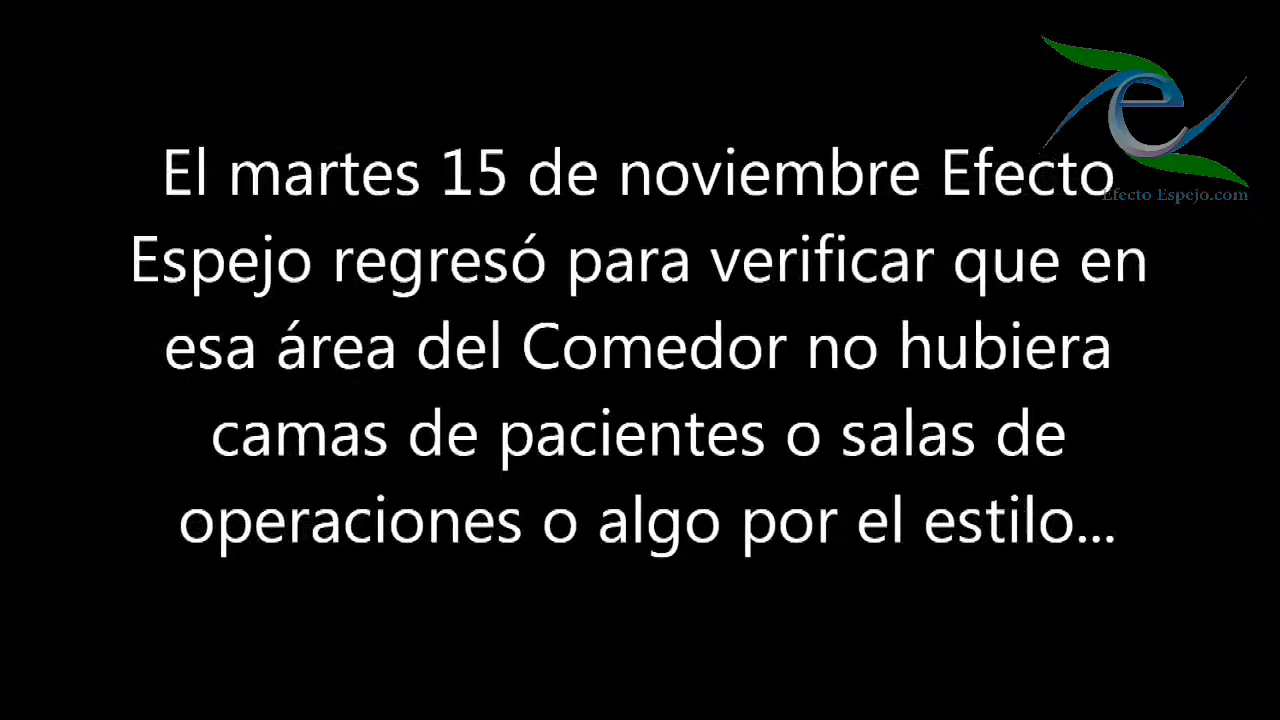 El martes 15 de noviembre Efecto
Espejo regresó para verificar que en
esa área del Comedor no hubiera
camas de pacientes o salas de
operaciones o algo por el estilo...
Efecto Espejo.com